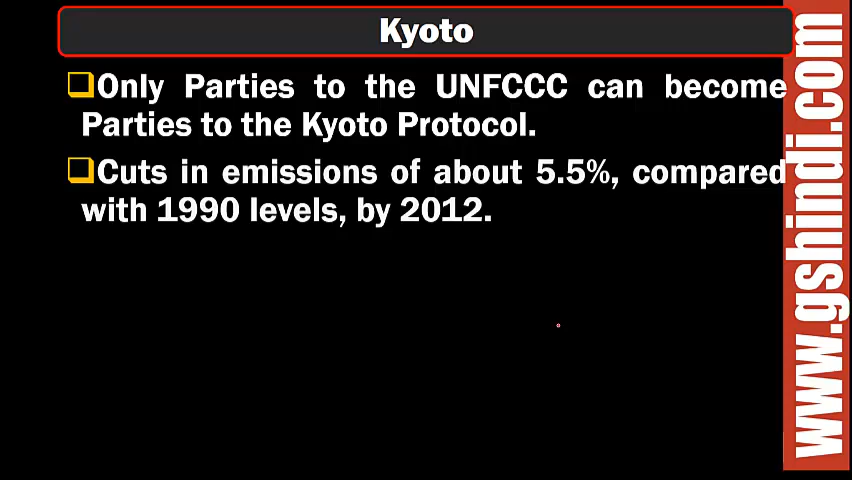 Kyoto
❑Only Parties to the UNFCCC can become
Parties to the Kyoto Protocol.
❑Cuts in emissions of about 5.5%, compared
with 1990 levels, by 2012.
www.gshindi.com